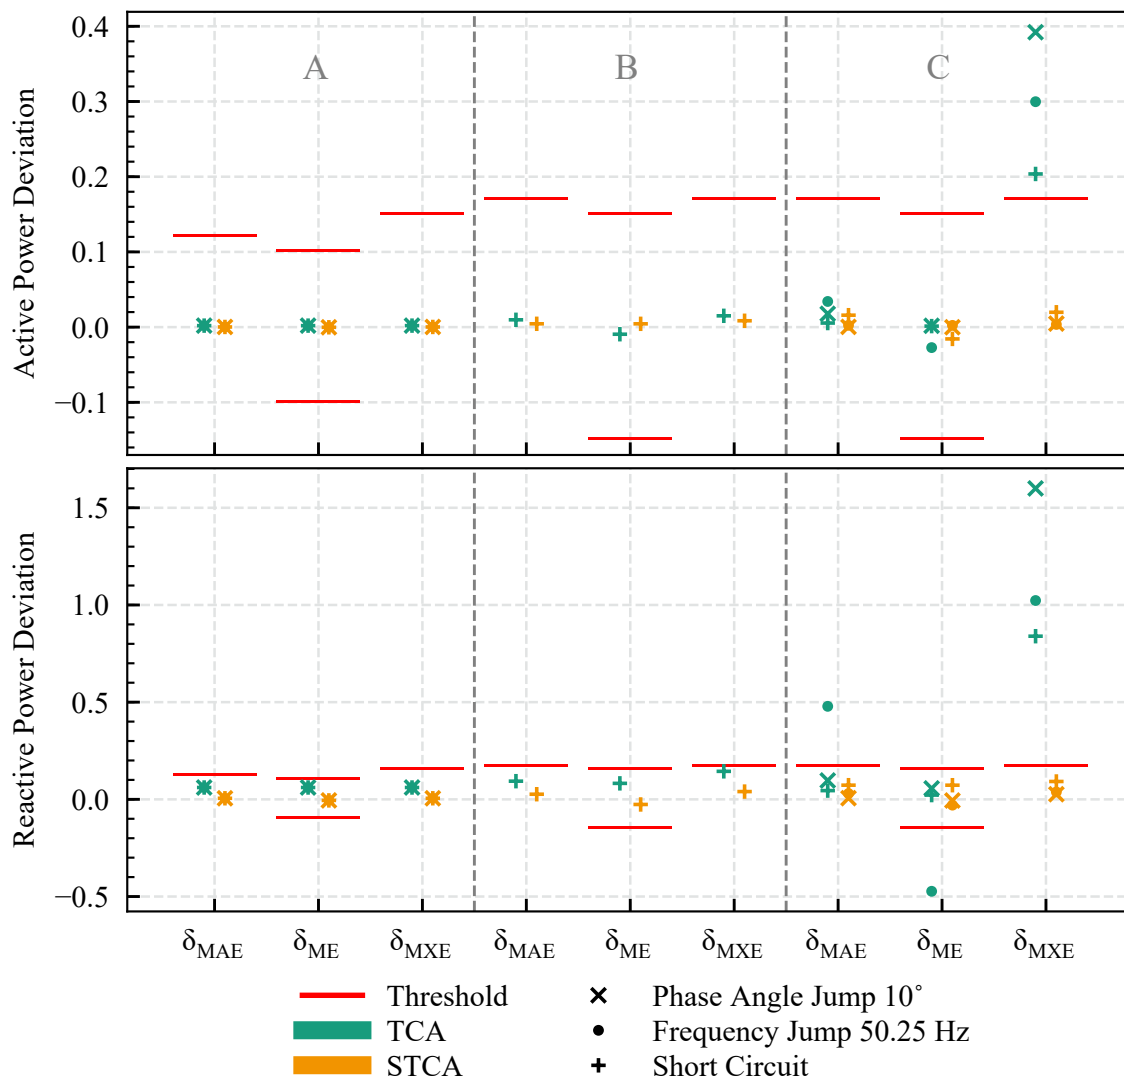 A B C
Active Power Deviation
0.4
0.3
0.2
0.1
0.0
−0.1
Reactive Power Deviation
1.5
1.0
0.5
0.0
−0.5
δMAE δME δMXE δMAE δME δMXE δMAE δME δMXE
Threshold
TCA
STCA
Phase Angle Jump 10˚
Frequency Jump 50.25 Hz
Short Circuit